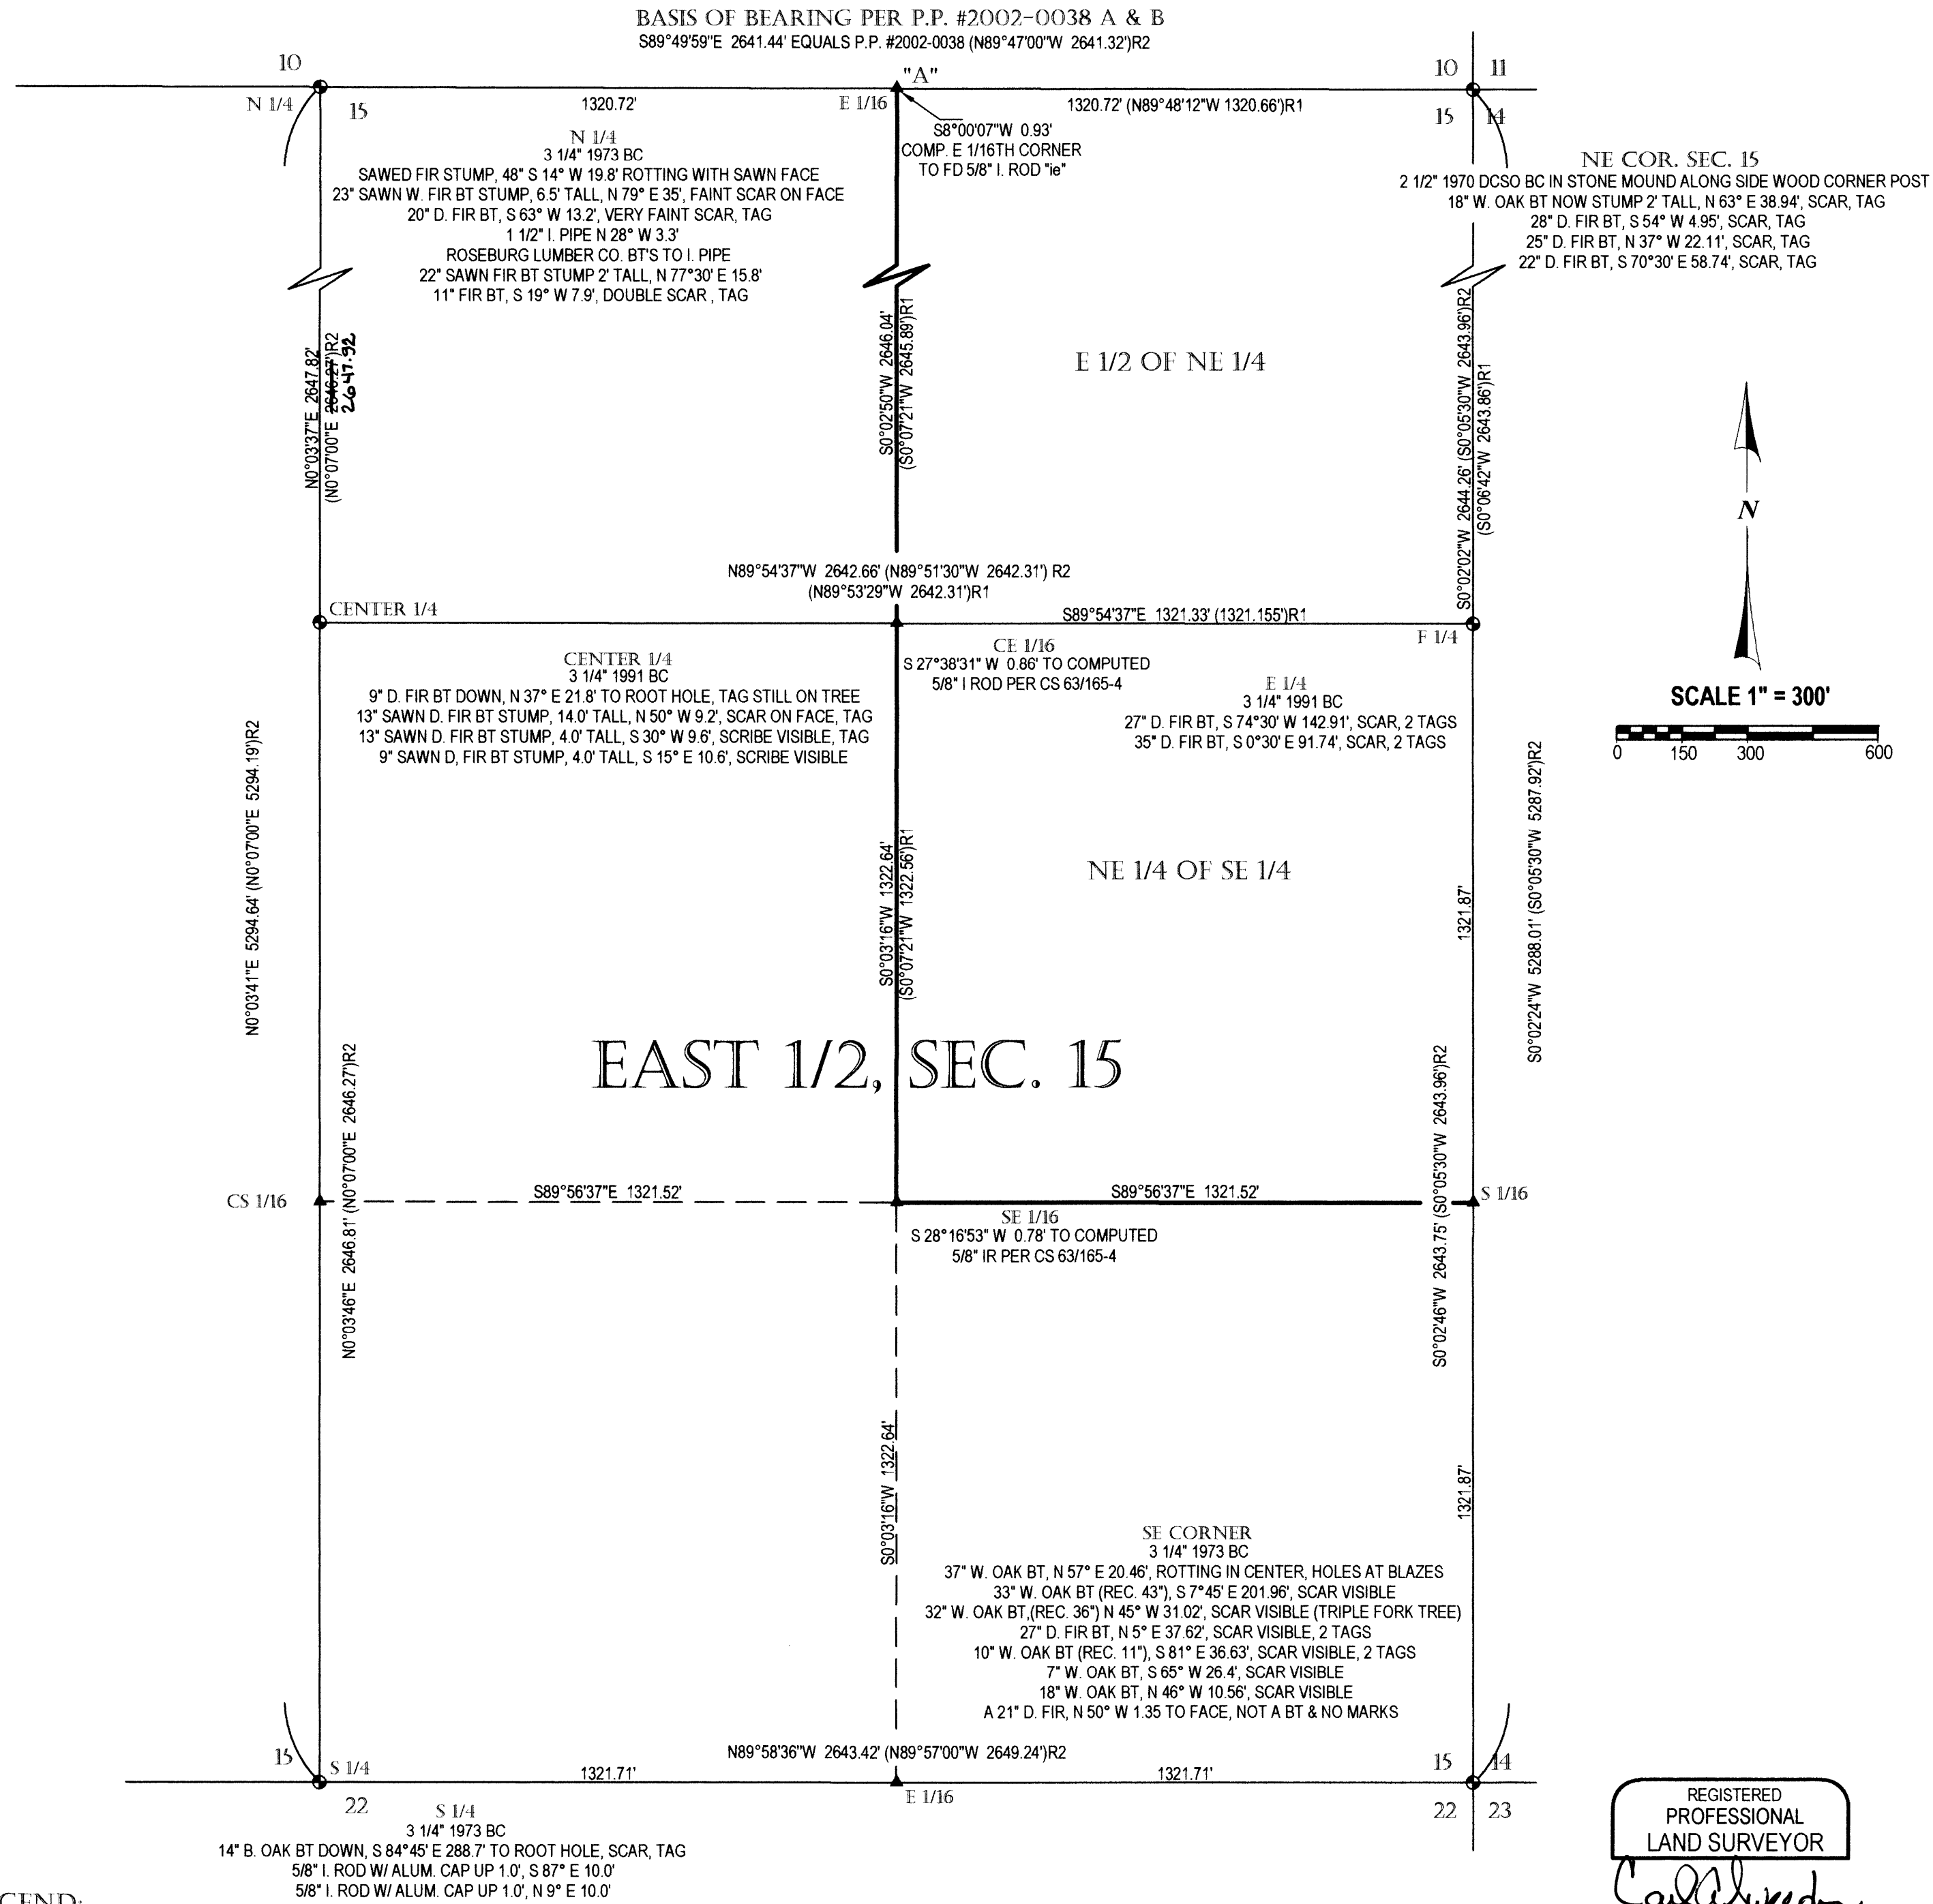 BASIS OF BEARING PER P.P. #2002-0038 A & B
S89°49'59"E 2641.44' EQUALS P.P. #2002-0038 (N89°47'00"W 2641.32')R2
10
"A"
10 11
N 1/4
15
1320.72'
E 1/16
1320.72' (N89°48'12"W 1320.66')R1
15 14
S8°00'07"W 0.93'
COMP. E 1/16TH CORNER
TO FD 5/8" I. ROD "ie"
N 1/4
3 1/4" 1973 BC
SAWED FIR STUMP, 48" S 14° W 19.8' ROTTING WITH SAWN FACE
23" SAWN W. FIR BT STUMP, 6.5' TALL, N 79° E 35', FAINT SCAR ON FACE
20" D. FIR BT, S 63° W 13.2', VERY FAINT SCAR, TAG
1 1/2" I. PIPE N 28° W 3.3'
ROSEBURG LUMBER CO. BT'S TO I. PIPE
22" SAWN FIR BT STUMP 2' TALL, N 77°30' E 15.8'
11" FIR BT, S 19° W 7.9', DOUBLE SCAR , TAG
NE COR. SEC. 15
2 1/2" 1970 DCSO BC IN STONE MOUND ALONG SIDE WOOD CORNER POST
18" W. OAK BT NOW STUMP 2' TALL, N 63° E 38.94', SCAR, TAG
28" D. FIR BT, S 54° W 4.95', SCAR, TAG
25" D. FIR BT, N 37° W 22.11', SCAR, TAG
22" D. FIR BT, S 70°30' E 58.74', SCAR, TAG
N0°03'37"E 2647.82'
(N0°07'00"E 2646.27')R2
2647.92
S0°02'50"W 2646.04'
(S0°07'21"W 2645.89')R1
E 1/2 OF NE 1/4
S0°02'02"W 2644.26' (S0°05'30"W 2643.96')R2
(S0°06'42"W 2643.86')R1
N
N89°54'37"W 2642.66' (N89°51'30"W 2642.31') R2
(N89°53'29"W 2642.31')R1
CENTER 1/4
S89°54'37"E 1321.33' (1321.155')R1
E 1/4
CE 1/16
S 27°38'31" W 0.86' TO COMPUTED
5/8" I ROD PER CS 63/165-4
CENTER 1/4
3 1/4" 1991 BC
9" D. FIR BT DOWN, N 37° E 21.8' TO ROOT HOLE, TAG STILL ON TREE
13" SAWN D. FIR BT STUMP, 14.0' TALL, N 50° W 9.2', SCAR ON FACE, TAG
13" SAWN D. FIR BT STUMP, 4.0' TALL, S 30° W 9.6', SCRIBE VISIBLE, TAG
9" SAWN D, FIR BT STUMP, 4.0' TALL, S 15° E 10.6', SCRIBE VISIBLE
E 1/4
3 1/4" 1991 BC
27" D. FIR BT, S 74°30' W 142.91', SCAR, 2 TAGS
35" D. FIR BT, S 0°30' E 91.74', SCAR, 2 TAGS
SCALE 1" = 300'
0 150 300 600
N0°03'41"E 5294.64' (N0°07'00"E 5294.19')R2
S0°03'16"W 1322.64'
(S0°07'21"W 1322.56')R1
NE 1/4 OF SE 1/4
1321.87'
S0°02'24"W 5288.01' (S0°05'30"W 5287.92')R2
EAST 1/2, SEC. 15
N0°03'46"E 2646.81' (N0°07'00"E 2646.27')R2
S0°02'46"W 2643.75' (S0°05'30"W 2643.96')R2
CS 1/16
S89°56'37"E 1321.52'
S89°56'37"E 1321.52'
S 1/16
SE 1/16
S 28°16'53" W 0.78' TO COMPUTED
5/8" IR PER CS 63/165-4
S0°03'16"W 1322.64'
1321.87'
SE CORNER
3 1/4" 1973 BC
37" W. OAK BT, N 57° E 20.46', ROTTING IN CENTER, HOLES AT BLAZES
33" W. OAK BT (REC. 43"), S 7°45' E 201.96', SCAR VISIBLE
32" W. OAK BT,(REC. 36") N 45° W 31.02', SCAR VISIBLE (TRIPLE FORK TREE)
27" D. FIR BT, N 5° E 37.62', SCAR VISIBLE, 2 TAGS
10" W. OAK BT (REC. 11"), S 81° E 36.63', SCAR VISIBLE, 2 TAGS
7" W. OAK BT, S 65° W 26.4', SCAR VISIBLE
18" W. OAK BT, N 46° W 10.56', SCAR VISIBLE
A 21" D. FIR, N 50° W 1.35 TO FACE, NOT A BT & NO MARKS
N89°58'36"W 2643.42' (N89°57'00"W 2649.24')R2
15
S 1/4
1321.71'
1321.71'
15 14
E 1/16
22
22 23
S 1/4
3 1/4" 1973 BC
14" B. OAK BT DOWN, S 84°45' E 288.7' TO ROOT HOLE, SCAR, TAG
5/8" I. ROD W/ ALUM. CAP UP 1.0', S 87° E 10.0'
5/8" I. ROD W/ ALUM. CAP UP 1.0', N 9° E 10.0'
REGISTERED
PROFESSIONAL
LAND SURVEYOR